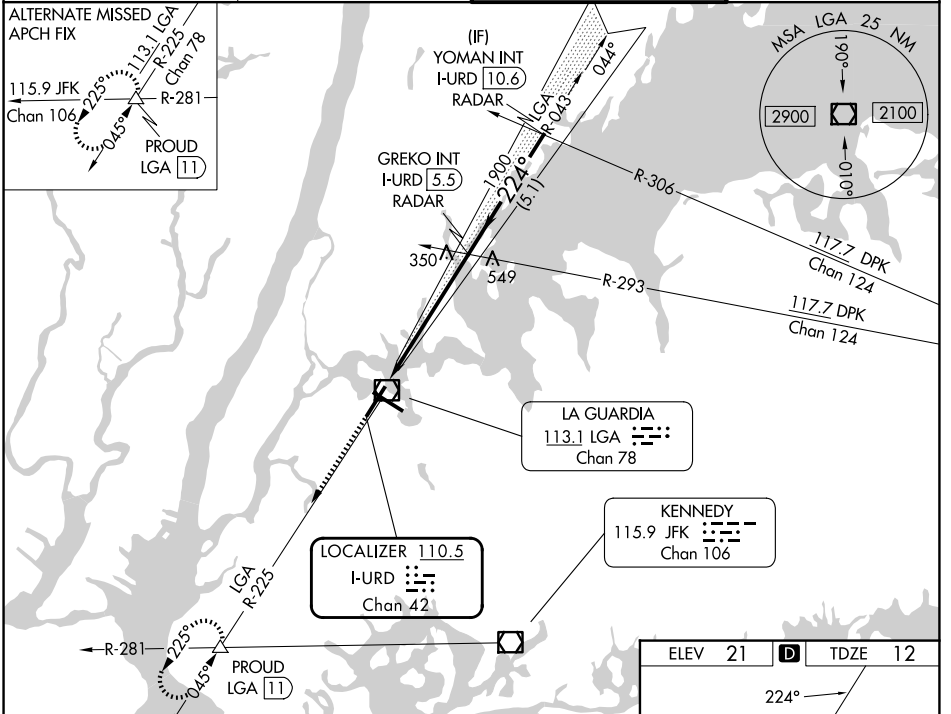 ALTERNATE MISSED
APCH FIX
113.1 LGA
R-225
Chan 78
115.9 JFK
Chan 106
R-281
225°
045°
PROUD
LGA 11
(IF)
YOMAN INT
I-URD 10.6
RADAR
LGA
R-043
044°
MSA LGA 25 NM
190°
2900
2100
010°
GREKO INT
I-URD 5.5
RADAR
1900
224°
(5.1)
R-306
117.7 DPK
Chan 124
350
549
R-293
117.7 DPK
Chan 124
LA GUARDIA
113.1 LGA
Chan 78
KENNEDY
115.9 JFK
Chan 106
LOCALIZER 110.5
I-URD
Chan 42
LGA
R-225
R-281
225°
045°
PROUD
LGA 11
ELEV 21 D TDZE 12
224°